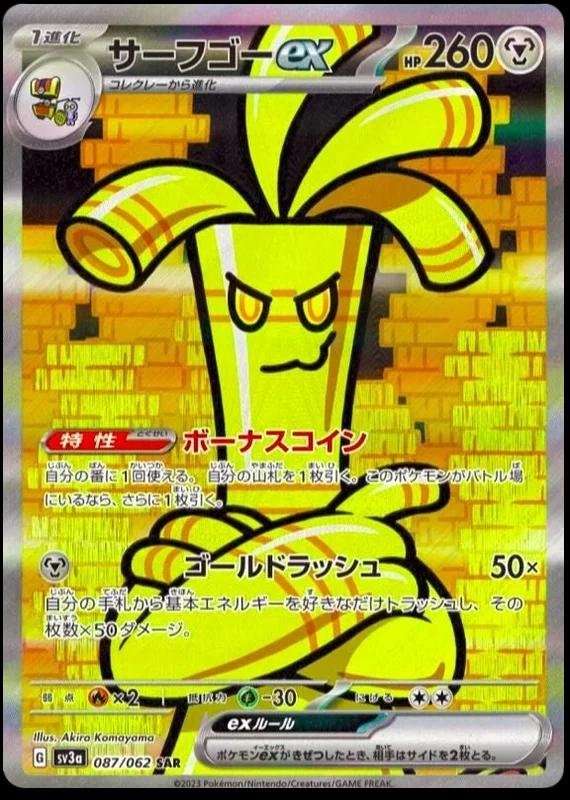 1進化
サーフゴーex
HP 260
コレクレーから進化
特性
とくせい
ボーナスコイン
自分の番に1回使える。自分の山札を1枚引く。このポケモンがバトル場
にいるなら、さらに1枚引く。
ゴールドラッシュ 50×
自分の手札から基本エネルギーを好きなだけトラッシュし、その
枚数×50ダメージ。
弱点 ×2 抵抗力 -30 にげる
Illus. Akira Komayama
exルール
ポケモンexがきぜつしたとき、相手はサイドを2枚とる。
G sv3a 087/062 SAR
©2023 Pokémon/Nintendo/Creatures/GAME FREAK.